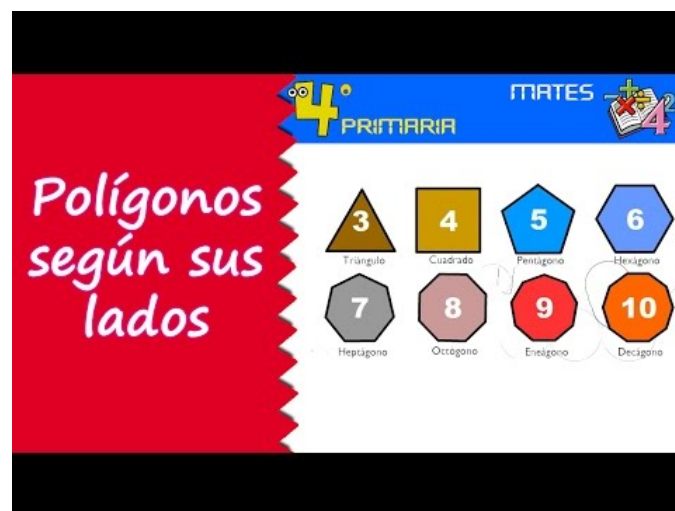 Polígonos
según sus
lados
4º
PRIMARIA
MATES
3 4 5 6
Triángulo Cuadrado Pentágono Hexágono
7 8 9 10
Heptágono Octógono Eneágono Decágono